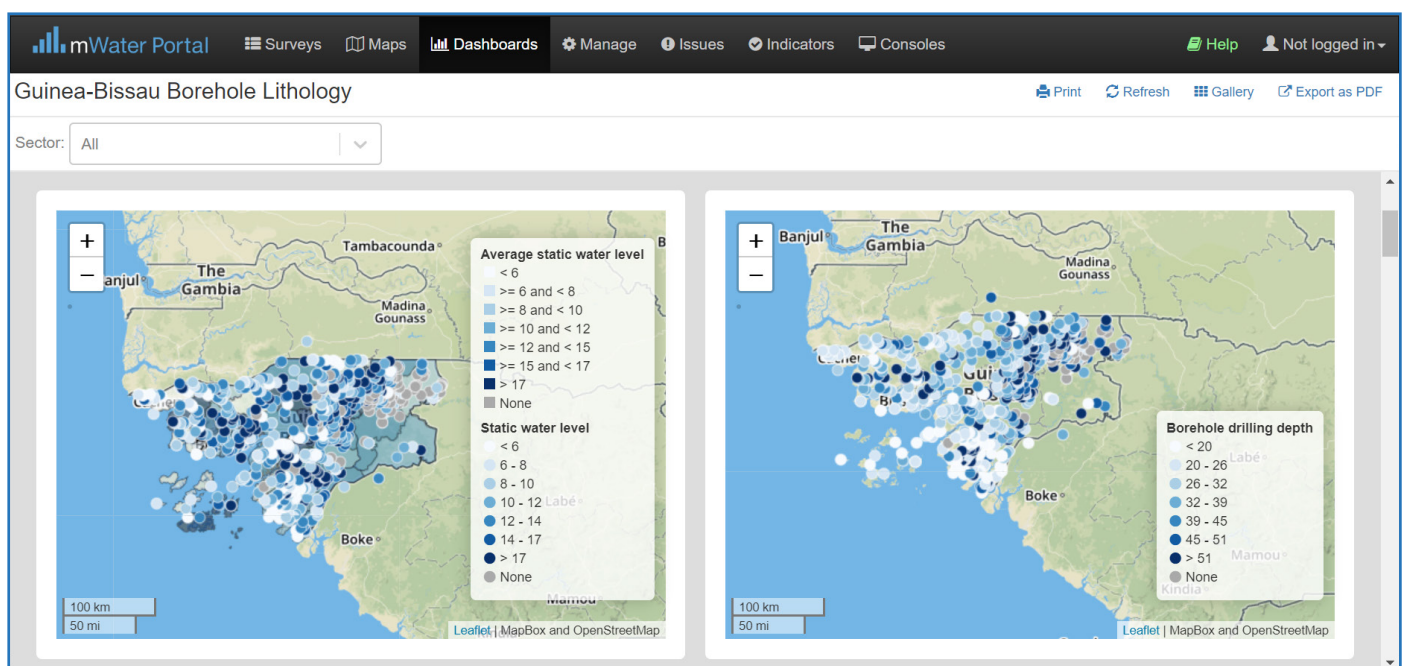 mWater Portal Surveys Maps Dashboards Manage Issues Indicators Consoles Help Not logged in
Guinea-Bissau Borehole Lithology Print Refresh Gallery Export as PDF
Sector: All
+
−
anjul
The
Gambia
Tambacounda
Madina
Gounass
Boke
Labé
Mamou
Average static water level
< 6
>= 6 and < 8
>= 8 and < 10
>= 10 and < 12
>= 12 and < 15
>= 15 and < 17
> 17
None
Static water level
< 6
6 - 8
8 - 10
10 - 12
12 - 14
14 - 17
> 17
None
100 km
50 mi
Leaflet | MapBox and OpenStreetMap
+
−
Banjul
The
Gambia
Madina
Gounass
Gui
Boke
Labé
Mamou
Kindia
Borehole drilling depth
< 20
20 - 26
26 - 32
32 - 39
39 - 45
45 - 51
> 51
None
100 km
50 mi
Leaflet | MapBox and OpenStreetMap